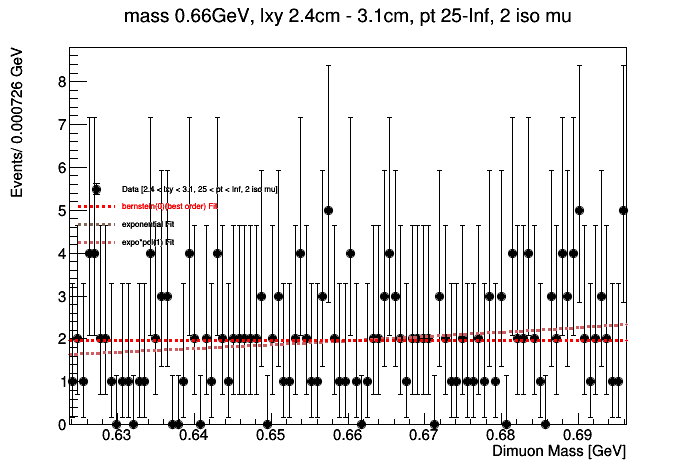 mass 0.66GeV, lxy 2.4cm - 3.1cm, pt 25-Inf, 2 iso mu
Events/ 0.000726 GeV
8
7
6
5
4
3
2
1
0
Data [2.4 < lxy < 3.1, 25 < pt < Inf, 2 iso mu]
bernstein(0)(best order) Fit
exponential Fit
expo*pol(1) Fit
0.63 0.64 0.65 0.66 0.67 0.68 0.69
Dimuon Mass [GeV]